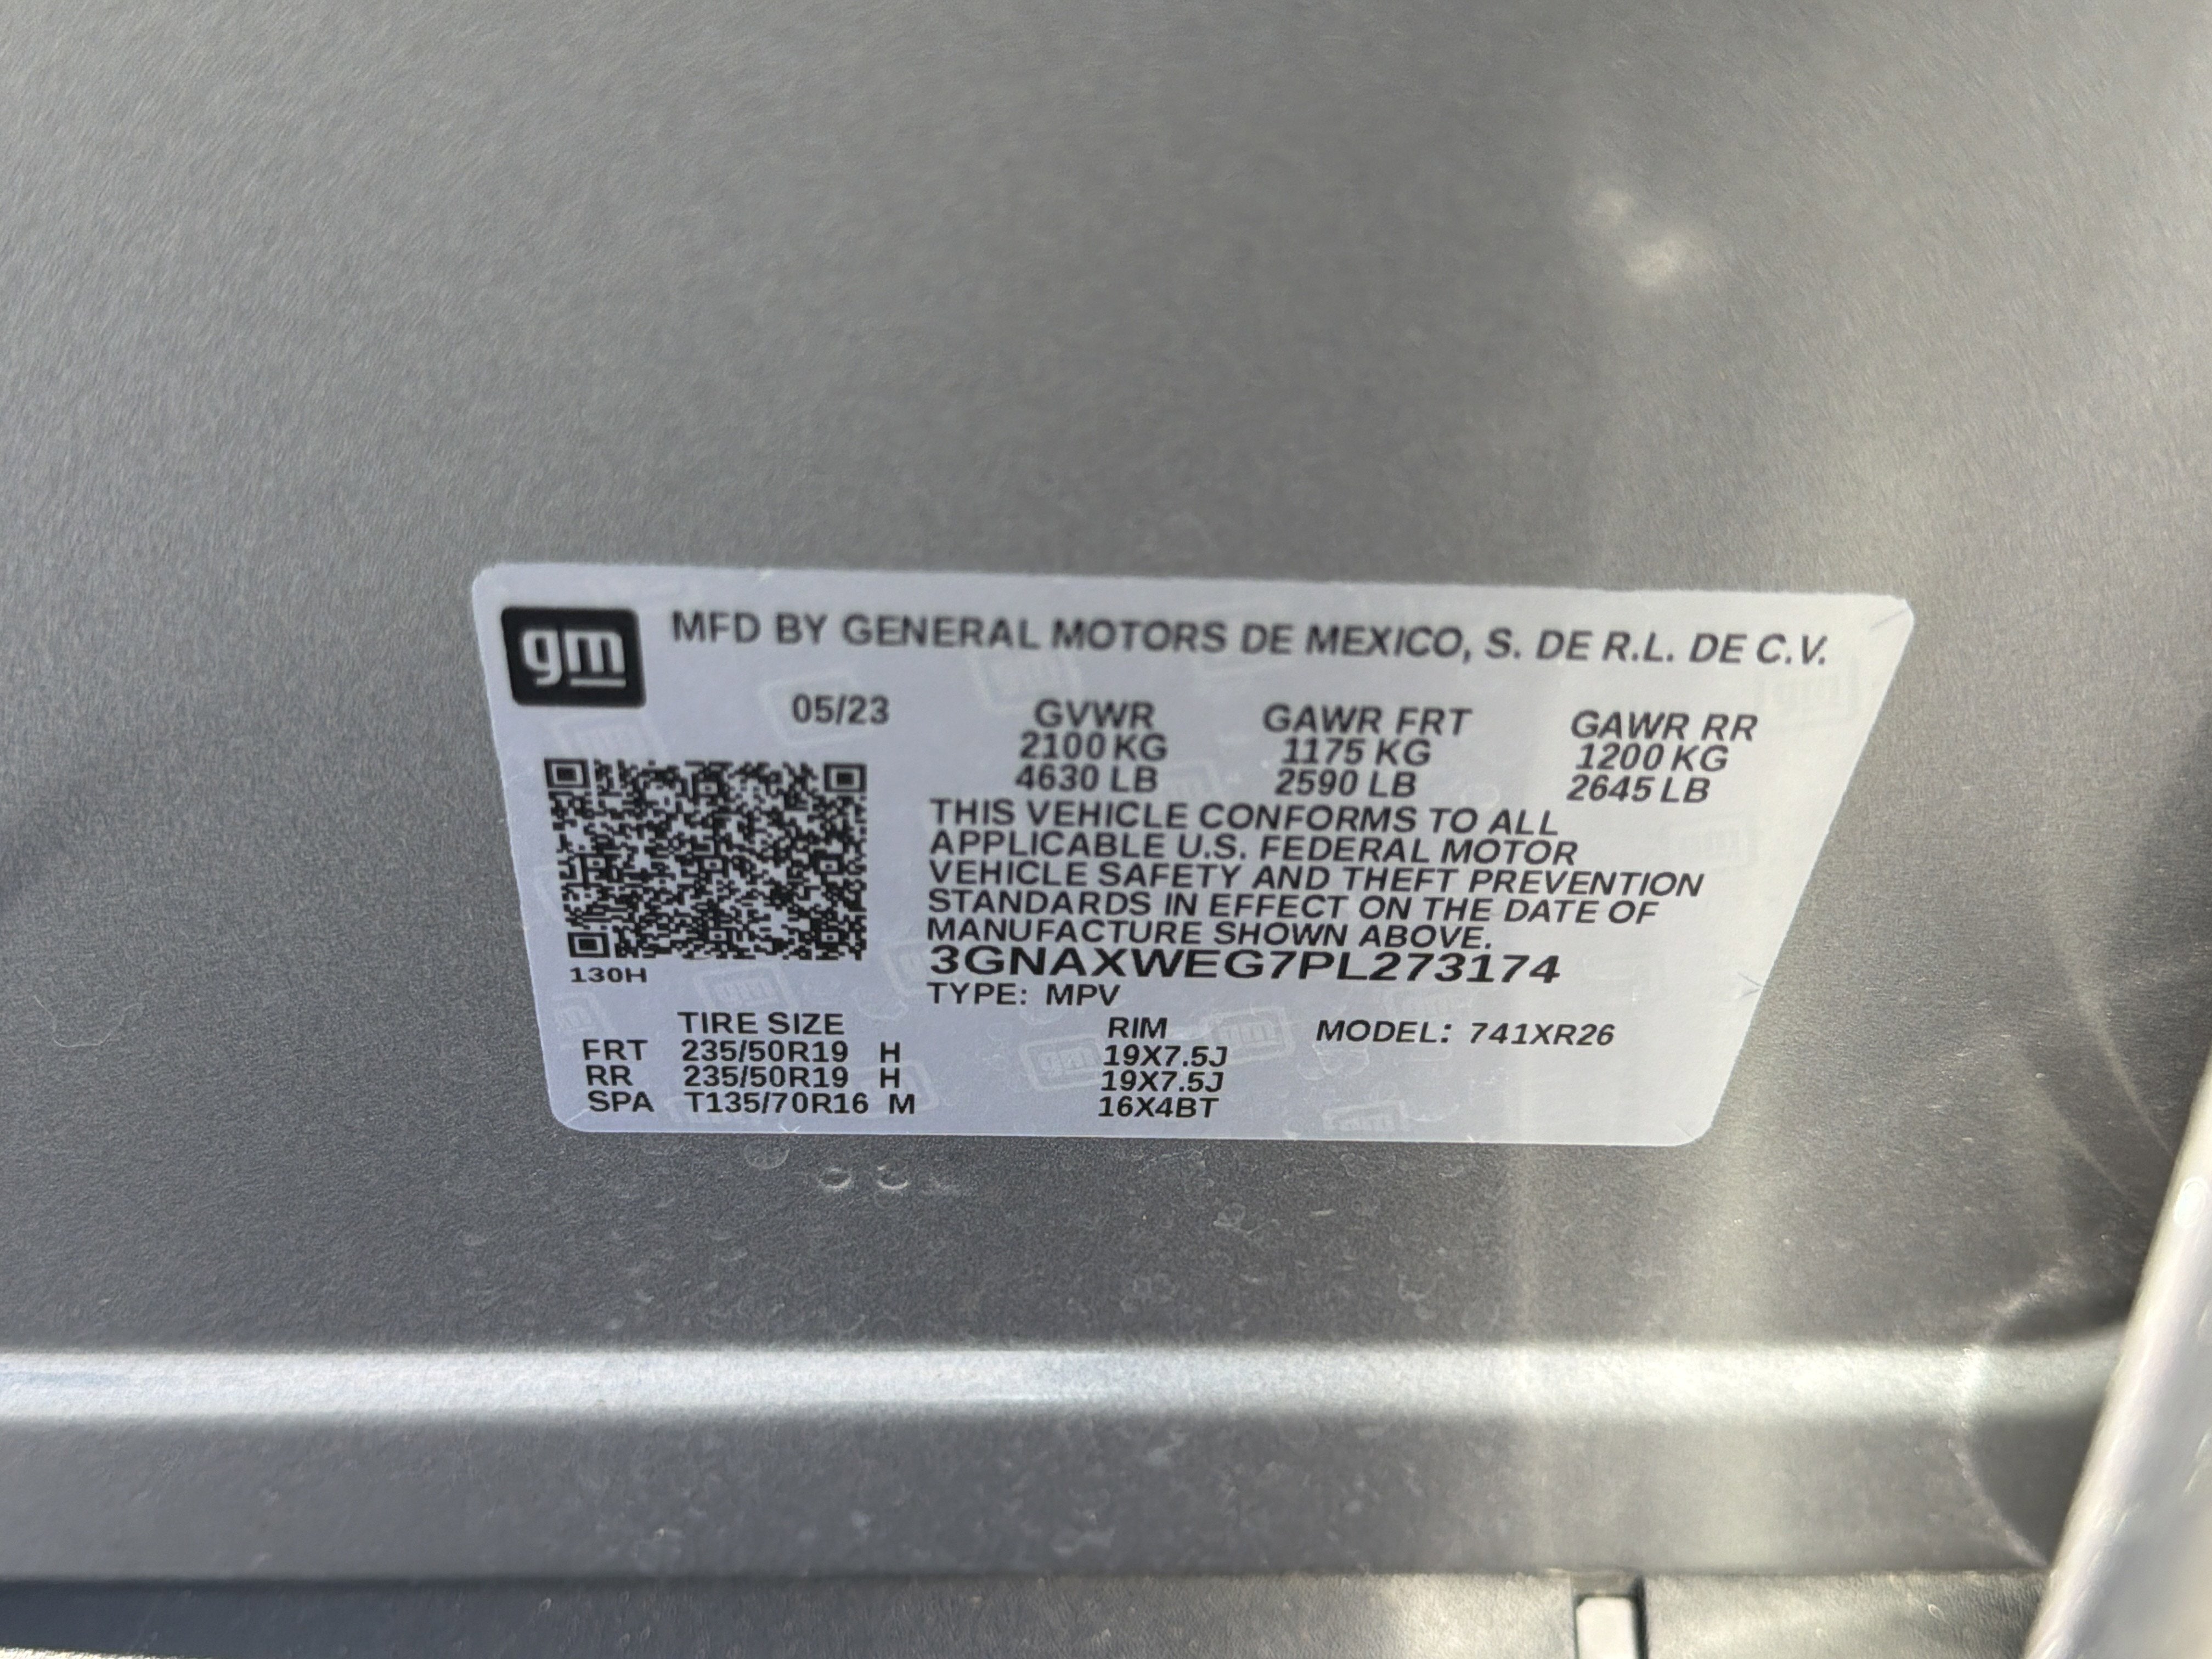 gm
MFD BY GENERAL MOTORS DE MEXICO, S. DE R.L. DE C.V.
05/23 GVWR GAWR FRT GAWR RR
2100 KG 1175 KG 1200 KG
4630 LB 2590 LB 2645 LB
THIS VEHICLE CONFORMS TO ALL
APPLICABLE U.S. FEDERAL MOTOR
VEHICLE SAFETY AND THEFT PREVENTION
STANDARDS IN EFFECT ON THE DATE OF
MANUFACTURE SHOWN ABOVE.
3GNAXWEG7PL273174
130H
TYPE: MPV
TIRE SIZE RIM MODEL: 741XR26
FRT 235/50R19 H 19X7.5J
RR 235/50R19 H 19X7.5J
SPA T135/70R16 M 16X4BT